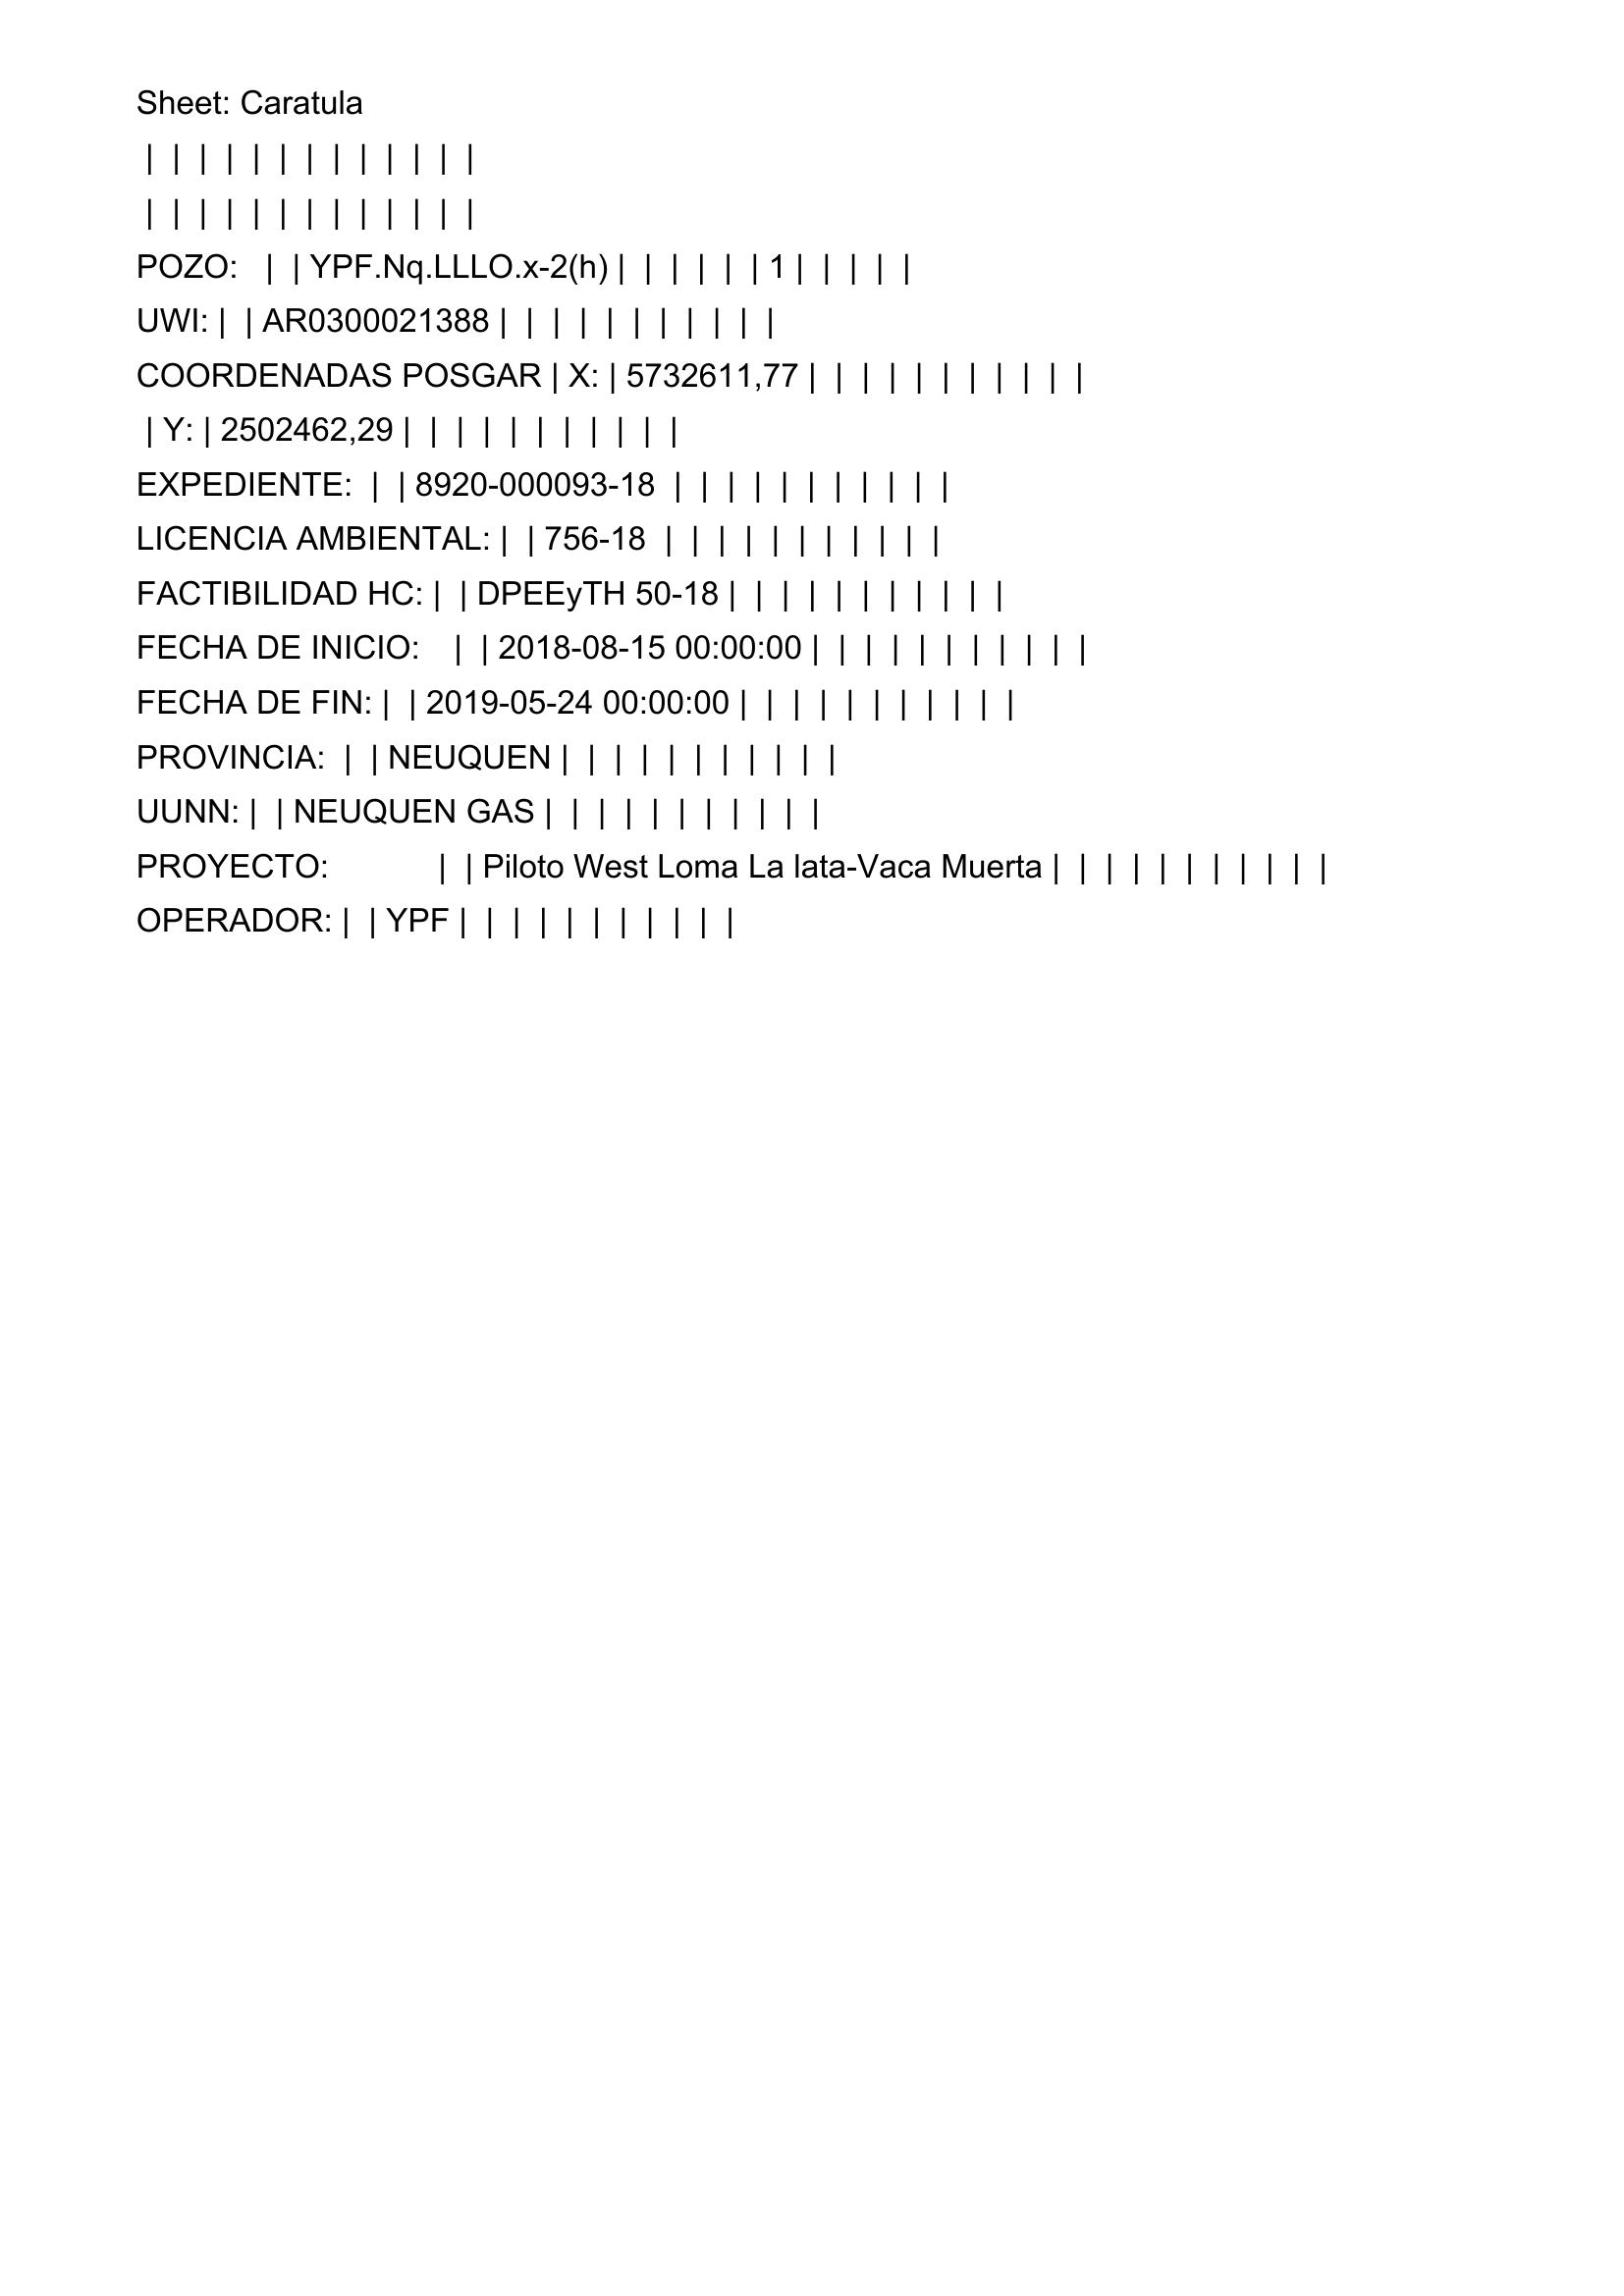 Sheet: Caratula
| | | | | | | | | | | | |
| | | | | | | | | | | | |
POZO: | | YPF.Nq.LLLO.x-2(h) | | | | | | 1 | | | | |
UWI: | | AR0300021388 | | | | | | | | | | |
COORDENADAS POSGAR | X: | 5732611,77 | | | | | | | | | | |
| Y: | 2502462,29 | | | | | | | | | | |
EXPEDIENTE: | | 8920-000093-18 | | | | | | | | | | |
LICENCIA AMBIENTAL: | | 756-18 | | | | | | | | | | |
FACTIBILIDAD HC: | | DPEEyTH 50-18 | | | | | | | | | | |
FECHA DE INICIO: | | 2018-08-15 00:00:00 | | | | | | | | | | |
FECHA DE FIN: | | 2019-05-24 00:00:00 | | | | | | | | | | |
PROVINCIA: | | NEUQUEN | | | | | | | | | | |
UUNN: | | NEUQUEN GAS | | | | | | | | | | |
PROYECTO: | | Piloto West Loma La lata-Vaca Muerta | | | | | | | | | | |
OPERADOR: | | YPF | | | | | | | | | | |